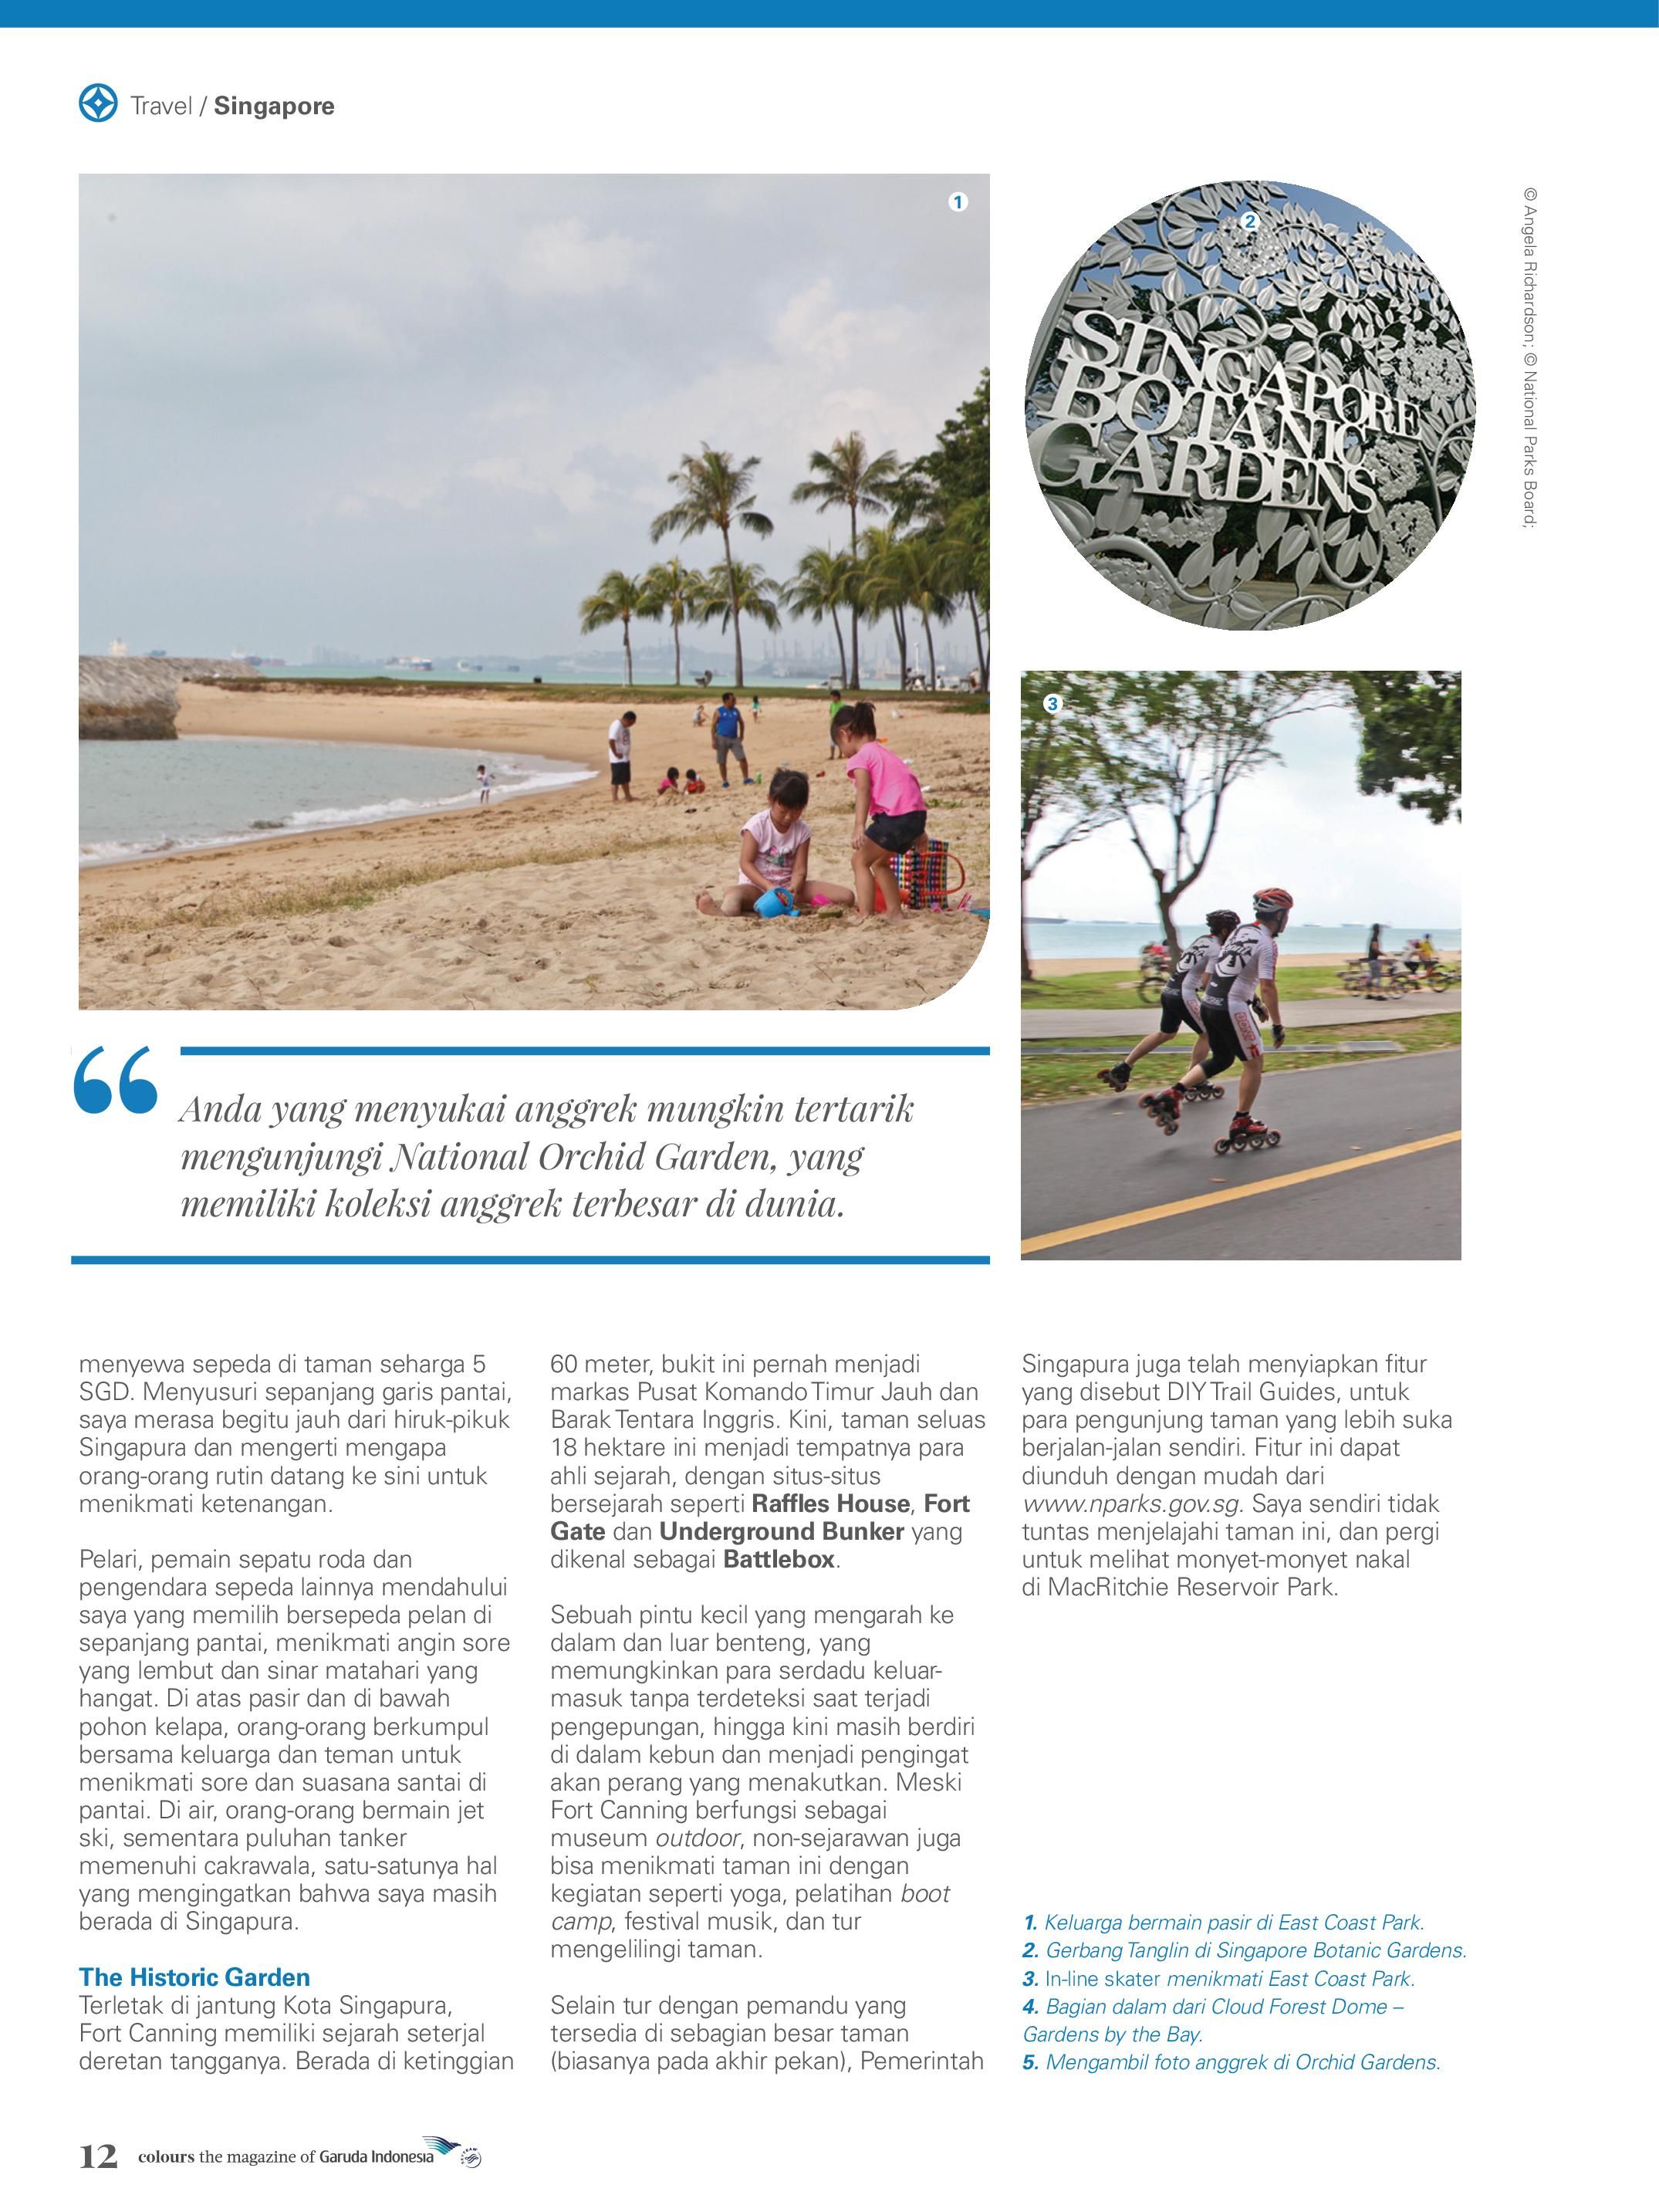 Travel / Singapore
1
2
SINGAPORE
BOTANIC
GARDENS
© Angela Richardson; © National Parks Board;
3
Anda yang menyukai anggrek mungkin tertarik
mengunjungi National Orchid Garden, yang
memiliki koleksi anggrek terbesar di dunia.
menyewa sepeda di taman seharga 5
SGD. Menyusuri sepanjang garis pantai,
saya merasa begitu jauh dari hiruk-pikuk
Singapura dan mengerti mengapa
orang-orang rutin datang ke sini untuk
menikmati ketenangan.
Pelari, pemain sepatu roda dan
pengendara sepeda lainnya mendahului
saya yang memilih bersepeda pelan di
sepanjang pantai, menikmati angin sore
yang lembut dan sinar matahari yang
hangat. Di atas pasir dan di bawah
pohon kelapa, orang-orang berkumpul
bersama keluarga dan teman untuk
menikmati sore dan suasana santai di
pantai. Di air, orang-orang bermain jet
ski, sementara puluhan tanker
memenuhi cakrawala, satu-satunya hal
yang mengingatkan bahwa saya masih
berada di Singapura.
The Historic Garden
Terletak di jantung Kota Singapura,
Fort Canning memiliki sejarah seterjal
deretan tangganya. Berada di ketinggian
60 meter, bukit ini pernah menjadi
markas Pusat Komando Timur Jauh dan
Barak Tentara Inggris. Kini, taman seluas
18 hektare ini menjadi tempatnya para
ahli sejarah, dengan situs-situs
bersejarah seperti Raffles House, Fort
Gate dan Underground Bunker yang
dikenal sebagai Battlebox.
Sebuah pintu kecil yang mengarah ke
dalam dan luar benteng, yang
memungkinkan para serdadu keluar-
masuk tanpa terdeteksi saat terjadi
pengepungan, hingga kini masih berdiri
di dalam kebun dan menjadi pengingat
akan perang yang menakutkan. Meski
Fort Canning berfungsi sebagai
museum outdoor, non-sejarawan juga
bisa menikmati taman ini dengan
kegiatan seperti yoga, pelatihan boot
camp, festival musik, dan tur
mengelilingi taman.
Selain tur dengan pemandu yang
tersedia di sebagian besar taman
(biasanya pada akhir pekan), Pemerintah
Singapura juga telah menyiapkan fitur
yang disebut DIY Trail Guides, untuk
para pengunjung taman yang lebih suka
berjalan-jalan sendiri. Fitur ini dapat
diunduh dengan mudah dari
www.nparks.gov.sg. Saya sendiri tidak
tuntas menjelajahi taman ini, dan pergi
untuk melihat monyet-monyet nakal
di MacRitchie Reservoir Park.
1. Keluarga bermain pasir di East Coast Park.
2. Gerbang Tanglin di Singapore Botanic Gardens.
3. In-line skater menikmati East Coast Park.
4. Bagian dalam dari Cloud Forest Dome –
Gardens by the Bay.
5. Mengambil foto anggrek di Orchid Gardens.
12 colours the magazine of Garuda Indonesia